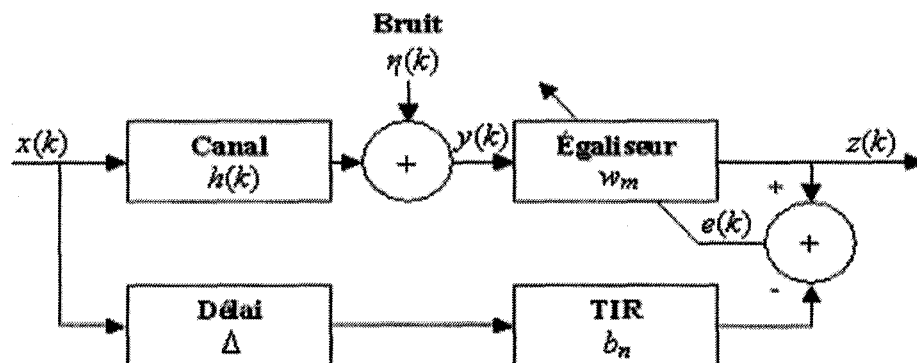 Bruit
η(k)
x(k)
Canal
h(k)
+
y(k)
Égaliseur
w_m
z(k)
+
e(k)
+
-
Délai
Δ
TIR
b_n